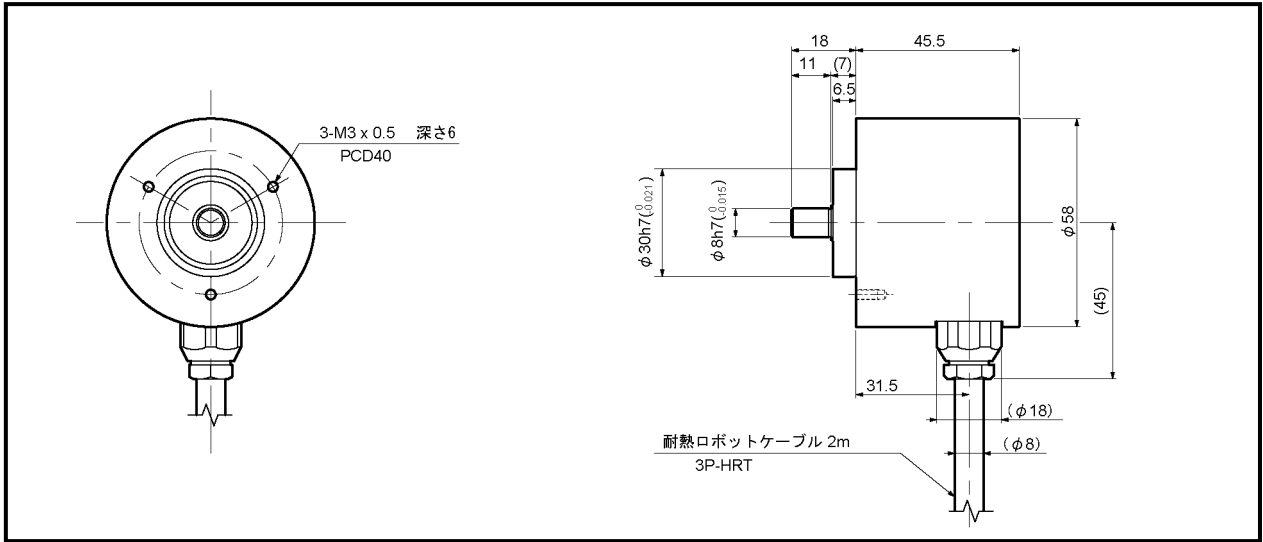 3-M3 x 0.5 深さ6
PCD40
18
45.5
11
(7)
6.5
φ30h7( 0 -0.021)
φ8h7( 0 -0.015)
φ58
(45)
31.5
(φ18)
(φ8)
耐熱ロボットケーブル 2m
3P-HRT